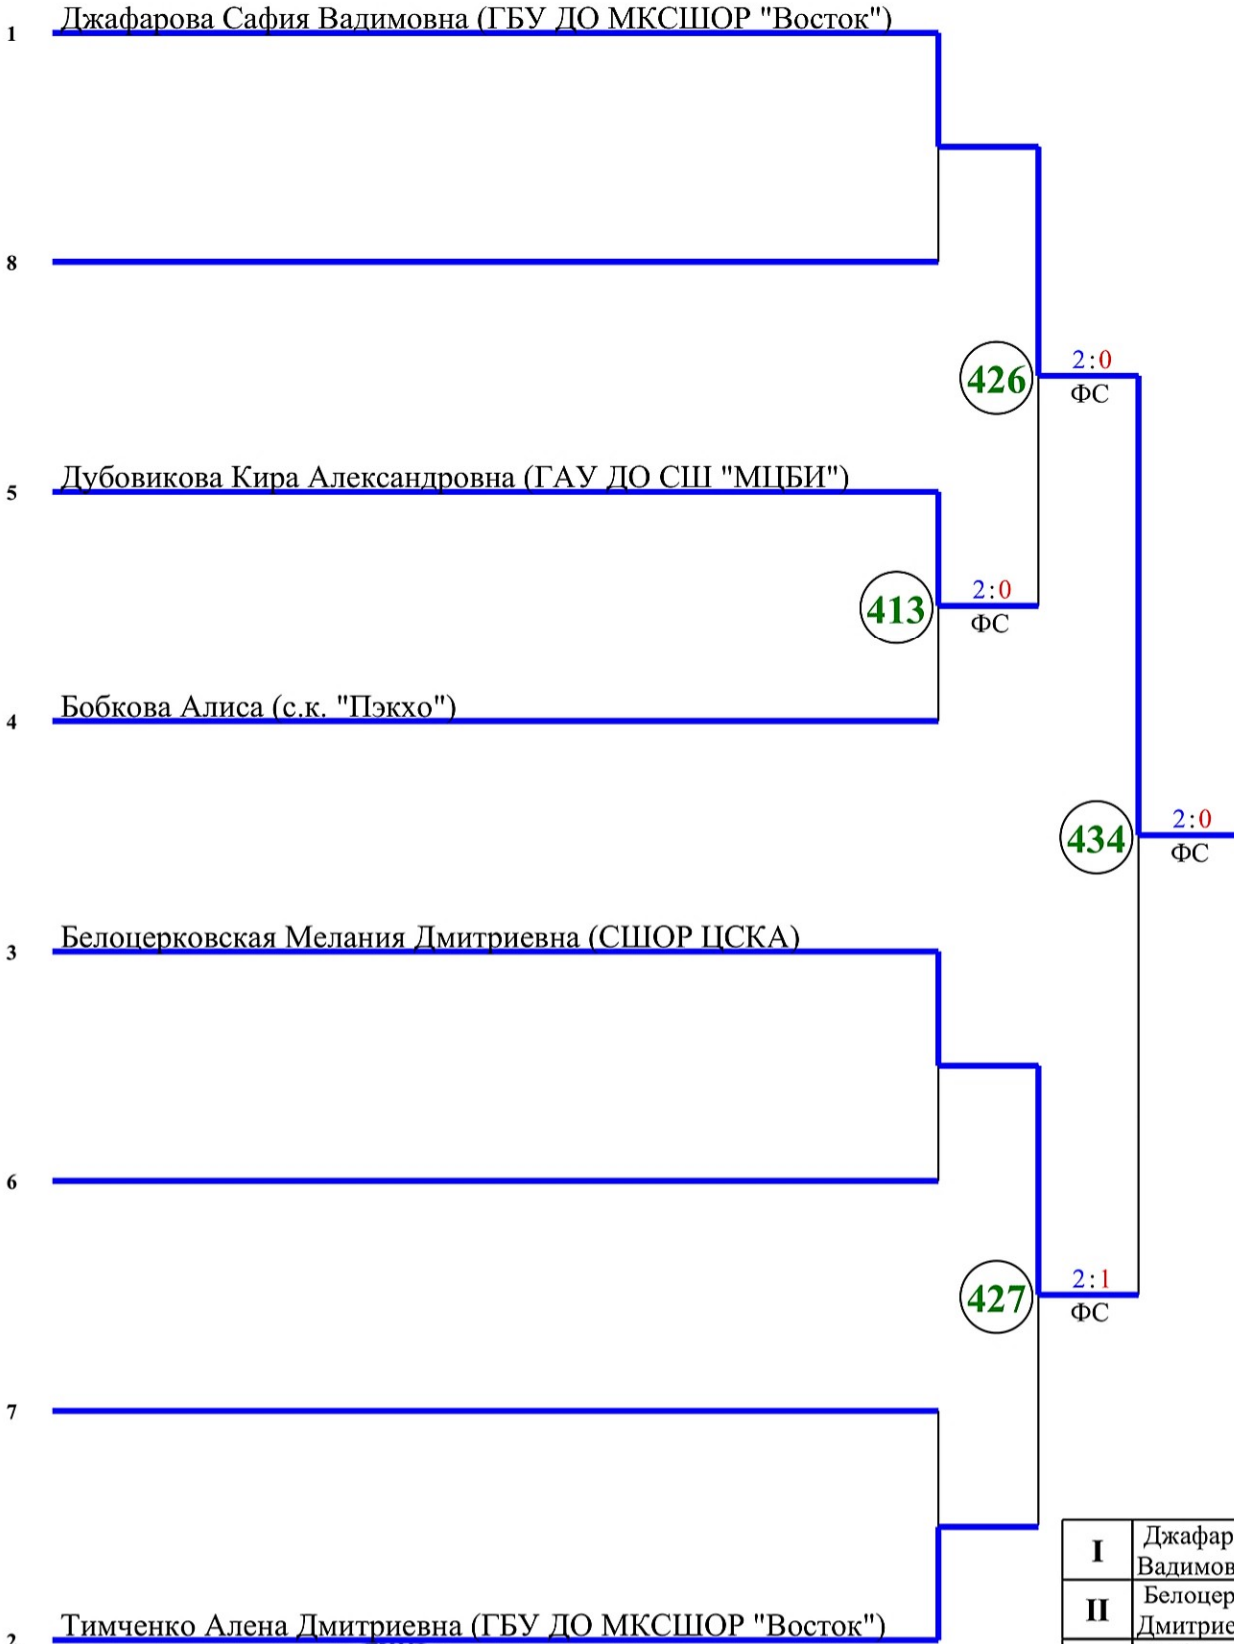 Джафарова Сафия Вадимовна (ГБУ ДО МКСШОР "Восток")
1
8
2:0
426
ФС
Дубовикова Кира Александровна (ГАУ ДО СШ "МЦБИ")
5
2:0
413
ФС
Бобкова Алиса (с.к. "Пэкхо")
4
2:0
434
ФС
Белоцерковская Мелания Дмитриевна (СШОР ЦСКА)
3
6
2:1
427
ФС
7
I
Джафар
Вадимов
II
Белоцер
Дмитрие
Тимченко Алена Дмитриевна (ГБУ ДО МКСШОР "Восток")
2